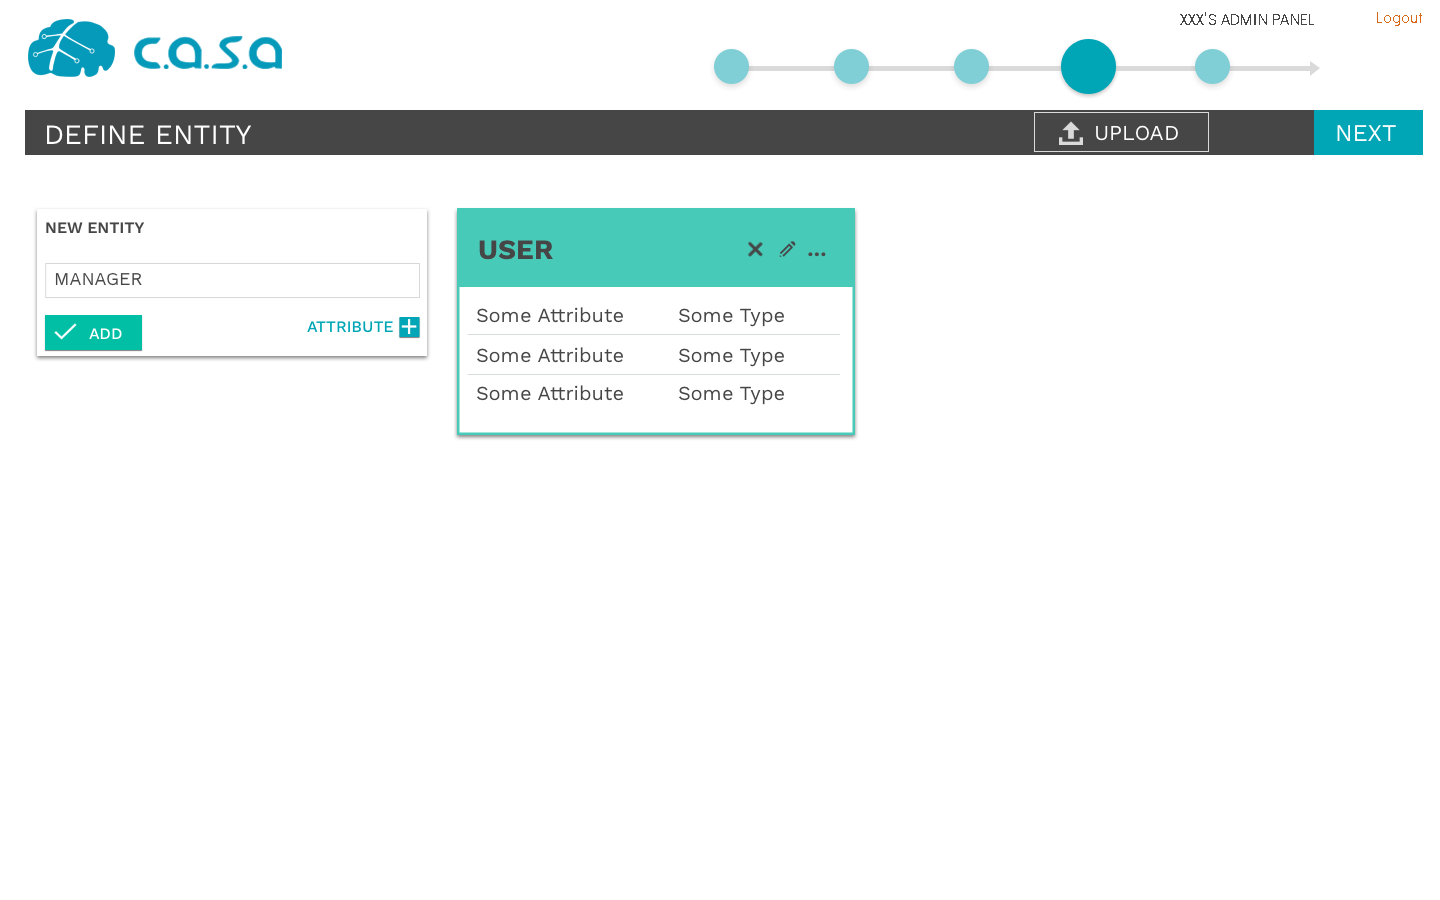 XXX'S ADMIN PANEL
Logout
c.a.s.a
DEFINE ENTITY
UPLOAD
NEXT
NEW ENTITY
MANAGER
ADD
ATTRIBUTE
USER
...
Some Attribute Some Type
Some Attribute Some Type
Some Attribute Some Type